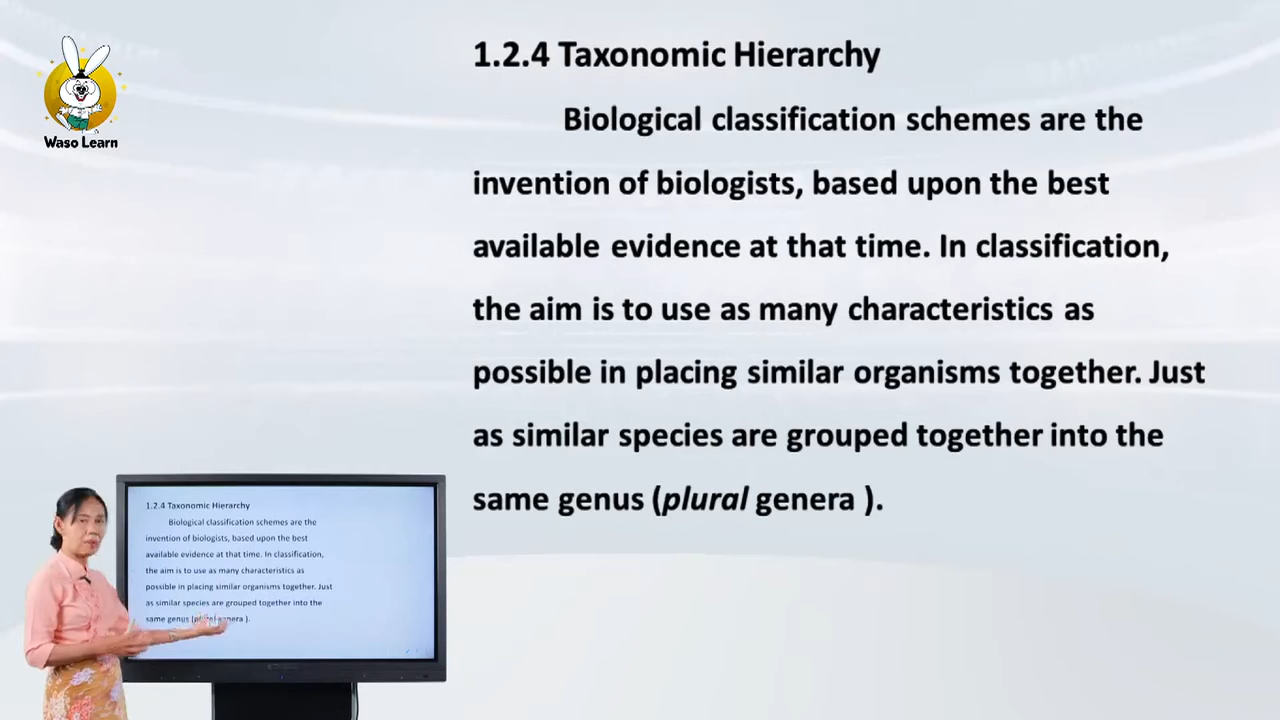 Waso Learn
1.2.4 Taxonomic Hierarchy
Biological classification schemes are the
invention of biologists, based upon the best
available evidence at that time. In classification,
the aim is to use as many characteristics as
possible in placing similar organisms together. Just
as similar species are grouped together into the
same genus (plural genera ).
1.2.4 Taxonomic Hierarchy
Biological classification schemes are the
invention of biologists, based upon the best
available evidence at that time. In classification,
the aim is to use as many characteristics as
possible in placing similar organisms together. Just
as similar species are grouped together into the
same genus (plural genera ).